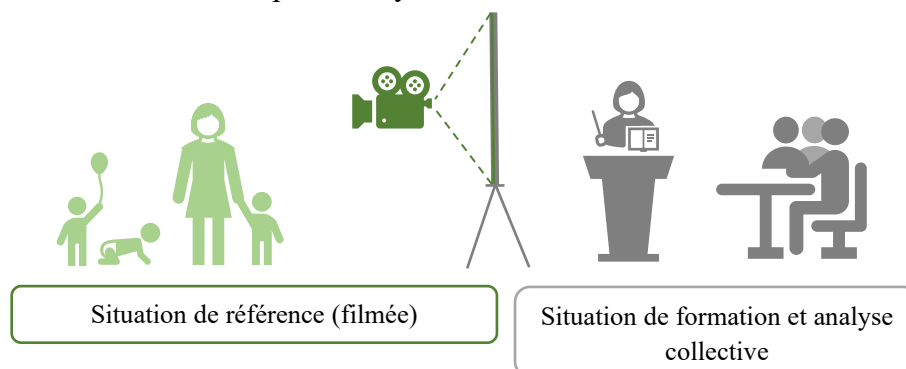 Situation de référence (filmée)
Situation de formation et analyse
collective